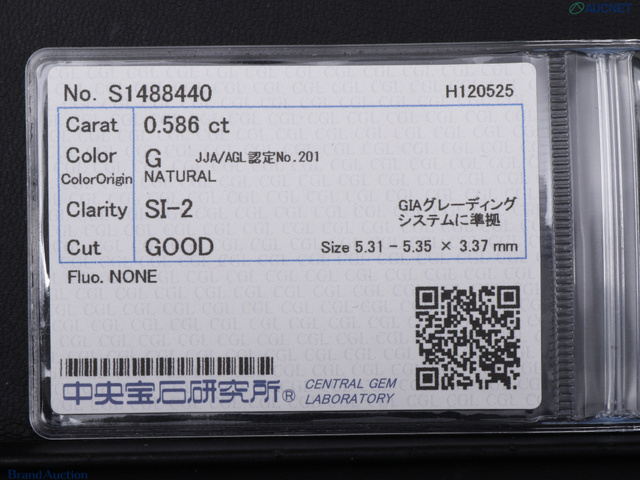 AUCNET
No. S1488440 H120525
Carat 0.586 ct
Color G JJA/AGL認定No.201
ColorOrigin NATURAL
Clarity SI-2 GIAグレーディング
システムに準拠
Cut GOOD Size 5.31 - 5.35 × 3.37 mm
Fluo. NONE
中央宝石研究所® CENTRAL GEM
LABORATORY
BrandAuction